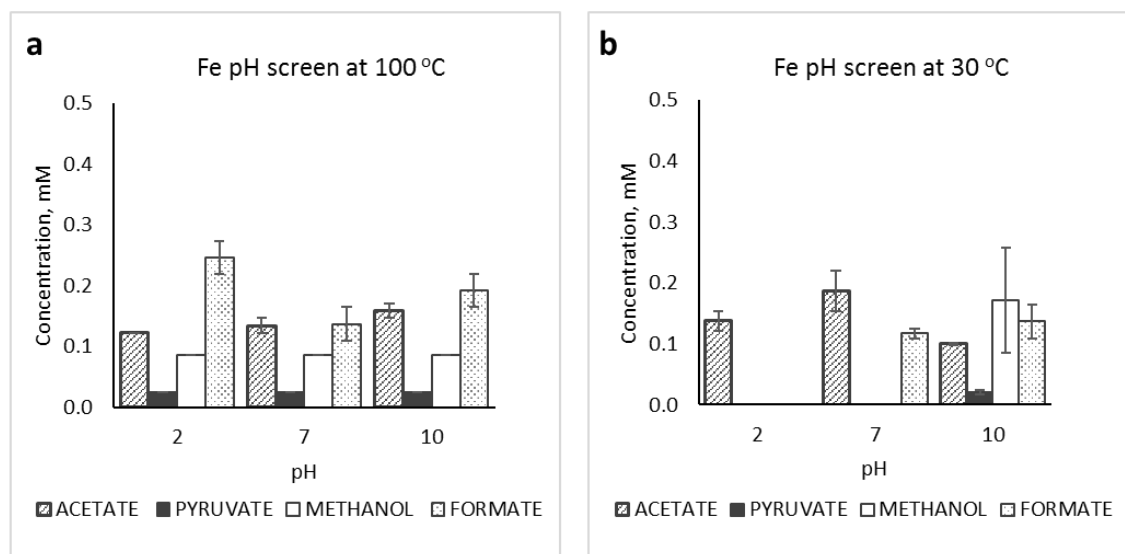 a
Fe pH screen at 100 °C
0.5
0.4
0.3
0.2
0.1
0.0
Concentration, mM
2 7 10
pH
ACETATE PYRUVATE METHANOL FORMATE
b
Fe pH screen at 30 °C
0.5
0.4
0.3
0.2
0.1
0.0
Concentration, mM
2 7 10
pH
ACETATE PYRUVATE METHANOL FORMATE